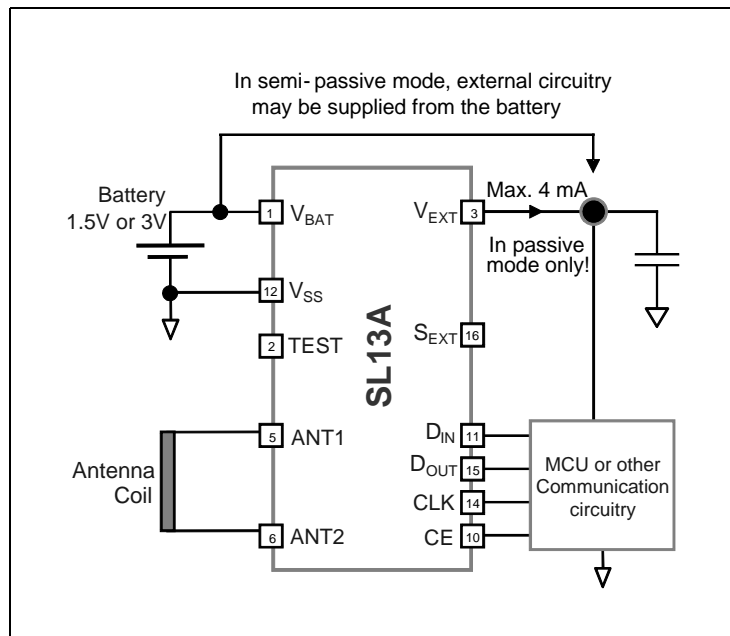 In semi-passive mode, external circuitry
may be supplied from the battery
Battery
1.5V or 3V
1 VBAT
VEXT 3
Max. 4 mA
In passive
mode only!
12 VSS
2 TEST
SEXT 16
SL13A
5 ANT1
6 ANT2
Antenna
Coil
DIN 11
DOUT 15
CLK 14
CE 10
MCU or other
Communication
circuitry